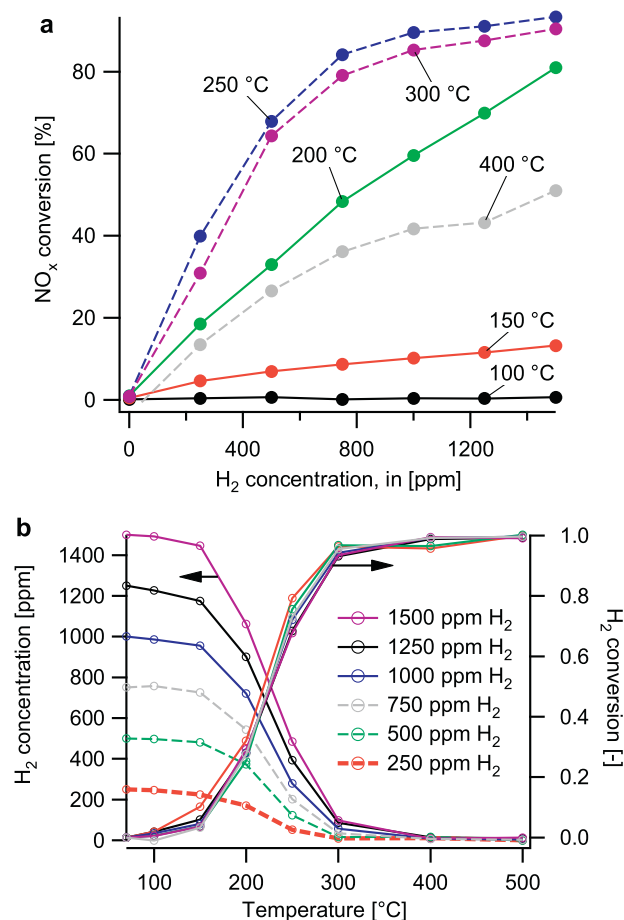 a
NOx conversion [%]
80
60
40
20
0
250 °C
300 °C
200 °C
400 °C
150 °C
100 °C
0
400
800
1200
H2 concentration, in [ppm]
b
H2 concentration [ppm]
1400
1200
1000
800
600
400
200
0
1500 ppm H2
1250 ppm H2
1000 ppm H2
750 ppm H2
500 ppm H2
250 ppm H2
1.0
0.8
0.6
0.4
0.2
0.0
H2 conversion [-]
100
200
300
400
500
Temperature [°C]